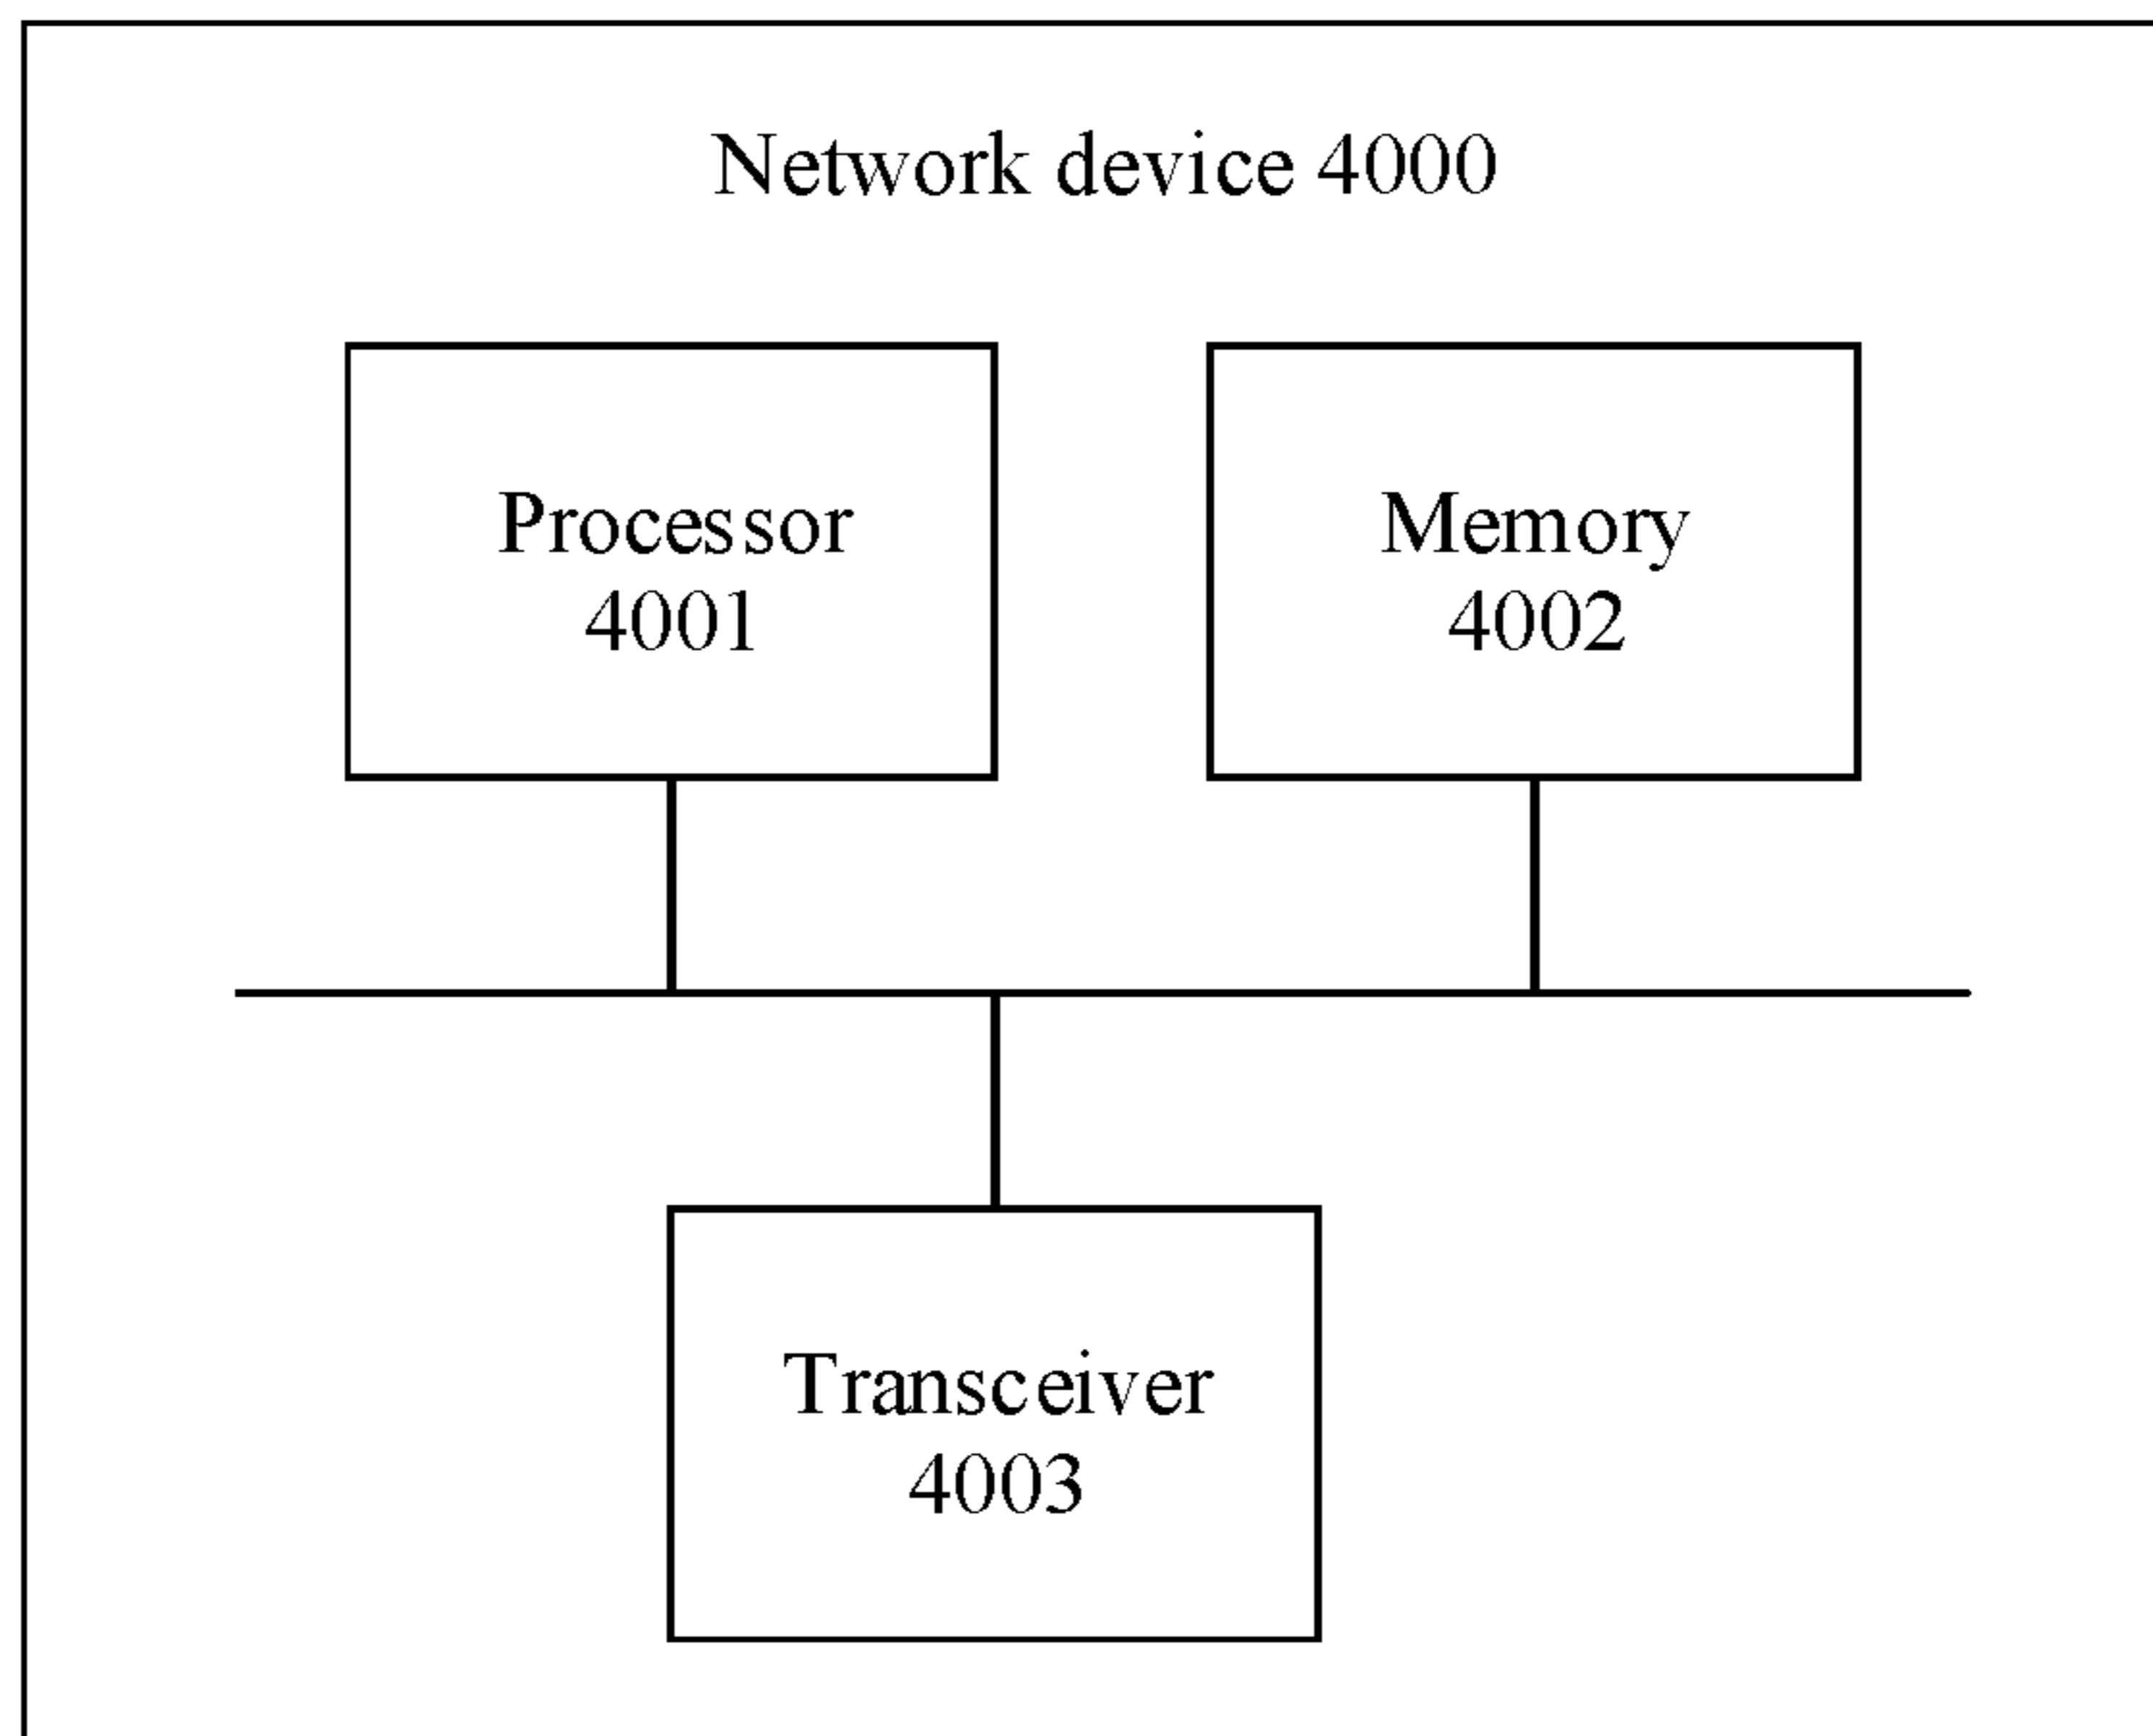 Network device 4000
Processor
4001
Memory
4002
Transceiver
4003